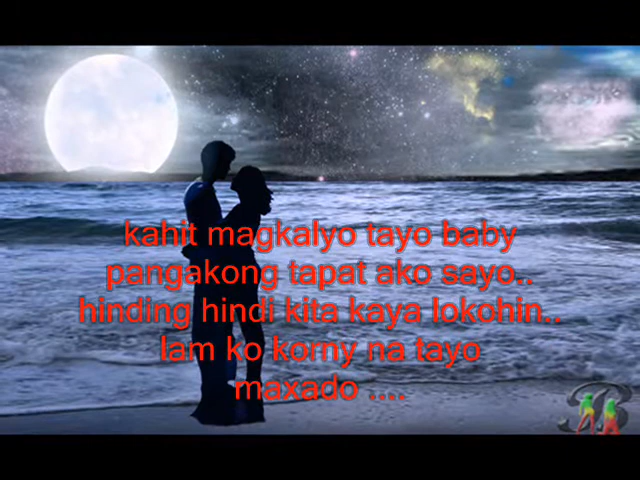 kahit magkalyo tayo baby
pangakong tapat ako sayo..
hinding hindi kita kaya lokohin..
lam ko korny na tayo
maxado ....